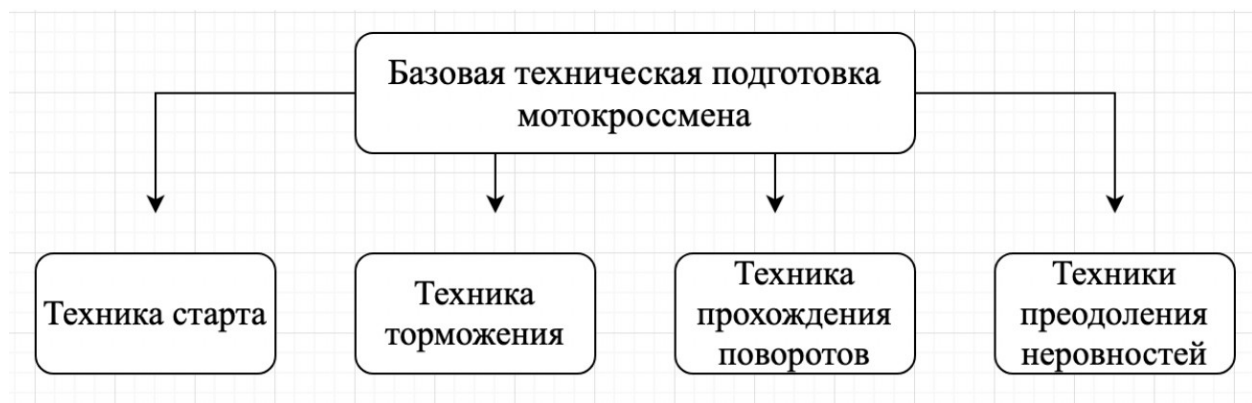 Базовая техническая подготовка
мотокроссмена
Техника старта
Техника
торможения
Техника
прохождения
поворотов
Техники
преодоления
неровностей